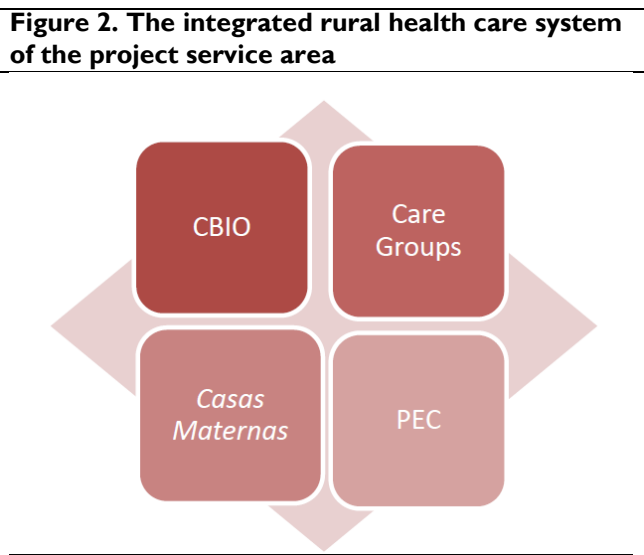 Figure 2. The integrated rural health care system
of the project service area
CBIO
Care
Groups
Casas
Maternas
PEC